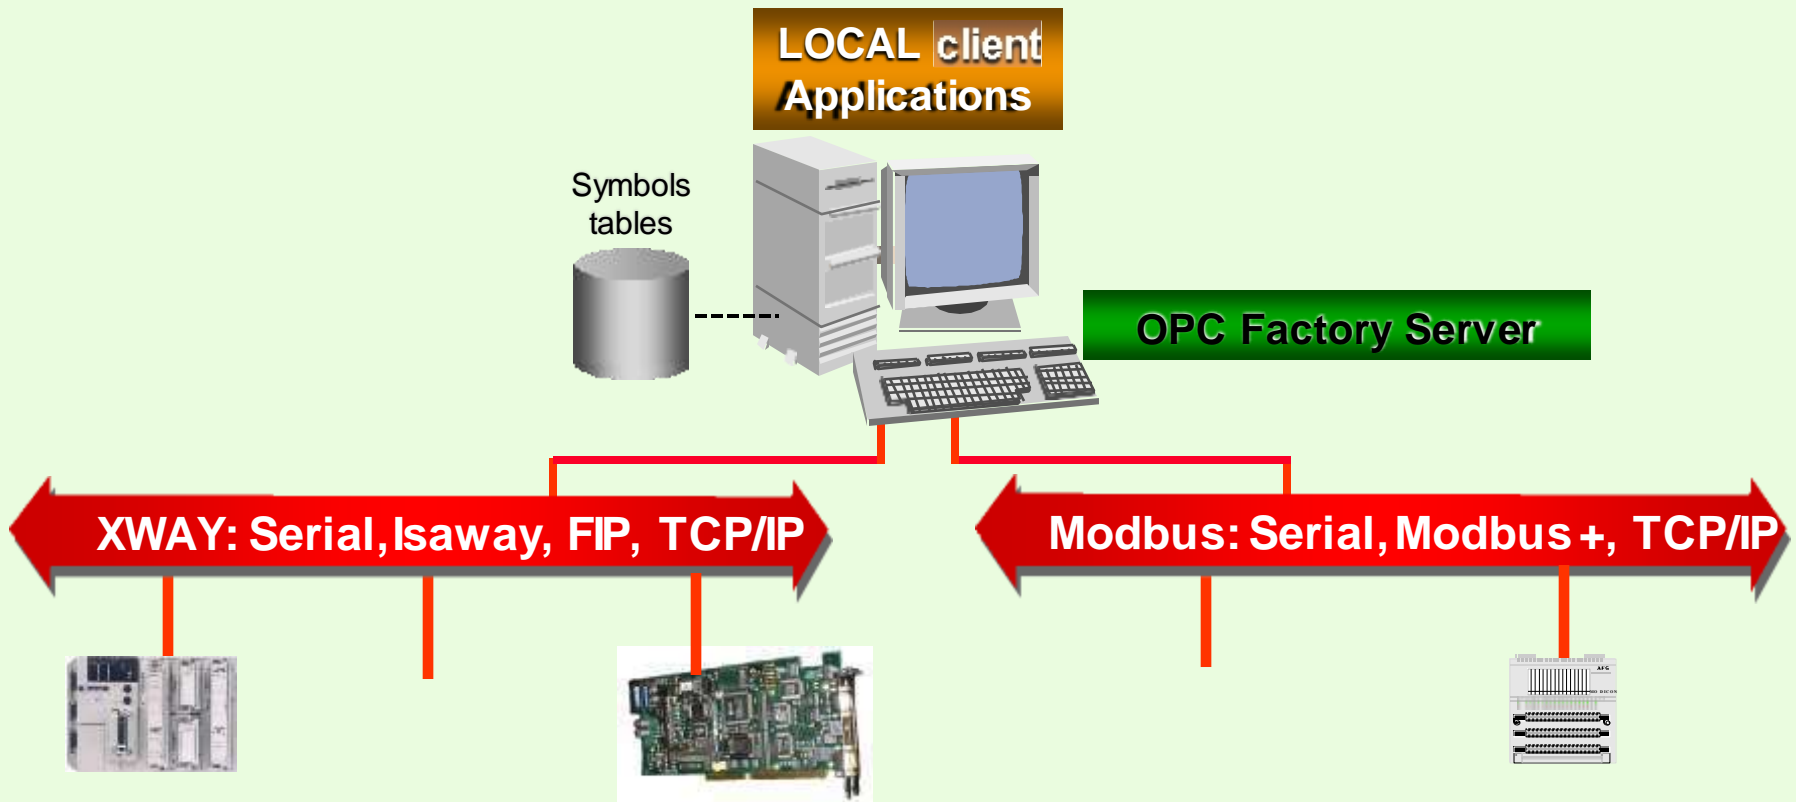 LOCAL client
Applications
Symbols
tables
OPC Factory Server
XWAY: Serial, Isaway, FIP, TCP/IP
Modbus: Serial, Modbus +, TCP/IP